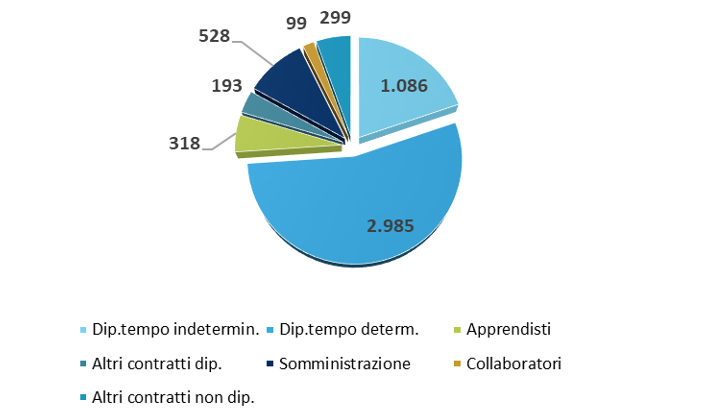 99 299
528
1.086
193
318
2.985
Dip.tempo indetermin. Dip.tempo determ. Apprendisti
Altri contratti dip. Somministrazione Collaboratori
Altri contratti non dip.